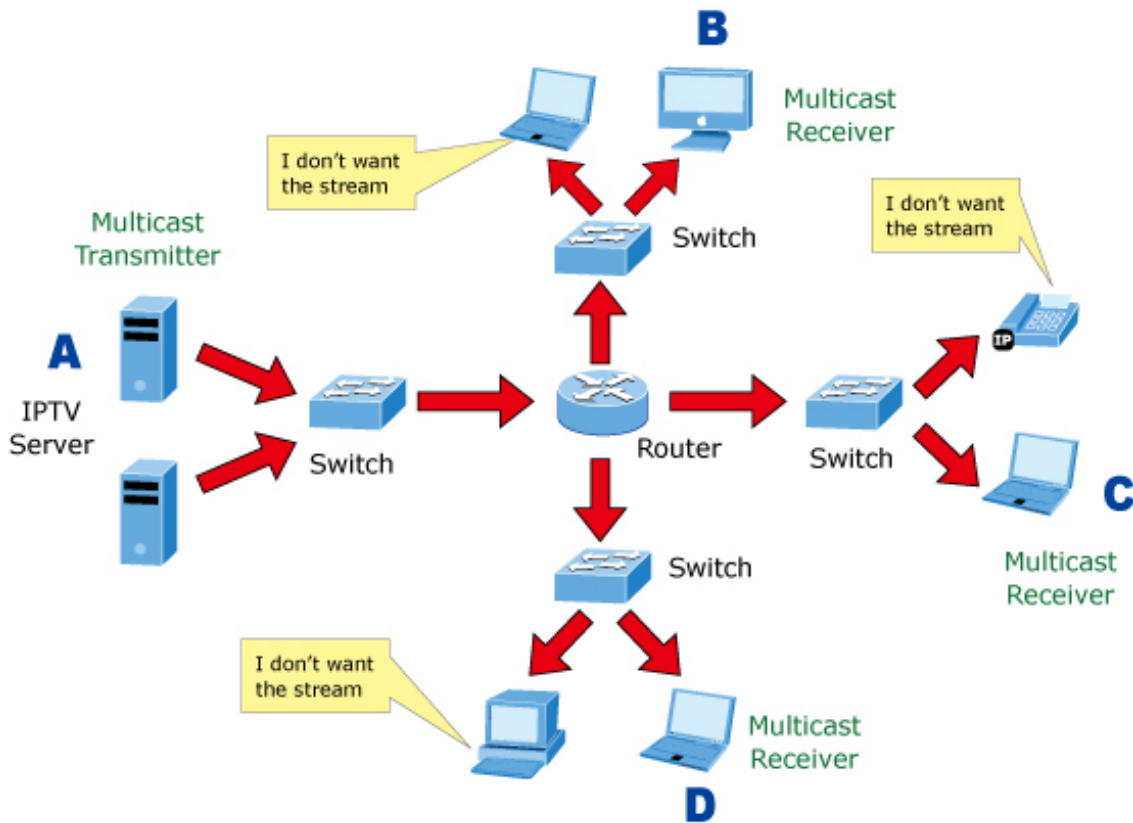 B
Multicast
Receiver
I don't want
the stream
I don't want
the stream
Switch
Multicast
Transmitter
A
IPTV
Server
Switch
Router
Switch
IP
C
Multicast
Receiver
Switch
I don't want
the stream
Multicast
Receiver
D